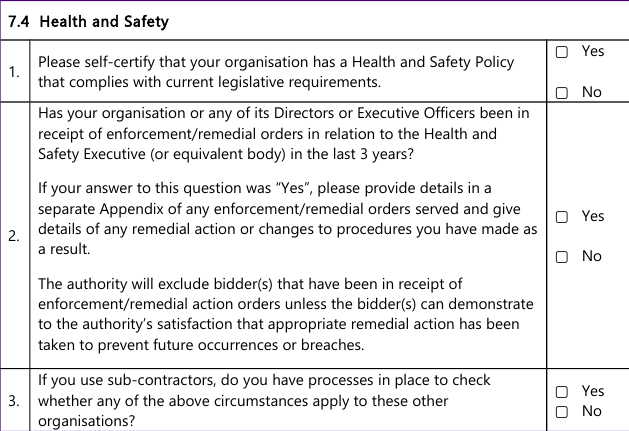 7.4 Health and Safety
1.
Please self-certify that your organisation has a Health and Safety Policy
that complies with current legislative requirements.
▢ Yes
▢ No
2.
Has your organisation or any of its Directors or Executive Officers been in
receipt of enforcement/remedial orders in relation to the Health and
Safety Executive (or equivalent body) in the last 3 years?
If your answer to this question was “Yes”, please provide details in a
separate Appendix of any enforcement/remedial orders served and give
details of any remedial action or changes to procedures you have made as
a result.
The authority will exclude bidder(s) that have been in receipt of
enforcement/remedial action orders unless the bidder(s) can demonstrate
to the authority’s satisfaction that appropriate remedial action has been
taken to prevent future occurrences or breaches.
▢ Yes
▢ No
3.
If you use sub-contractors, do you have processes in place to check
whether any of the above circumstances apply to these other
organisations?
▢ Yes
▢ No